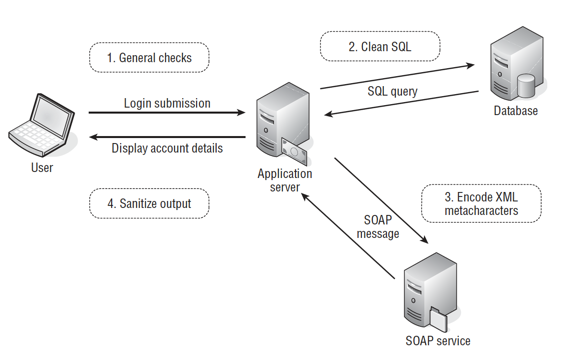 1. General checks
2. Clean SQL
Login submission
SQL query
Database
Display account details
User
Application
server
4. Sanitize output
3. Encode XML
metacharacters
SOAP
message
SOAP service